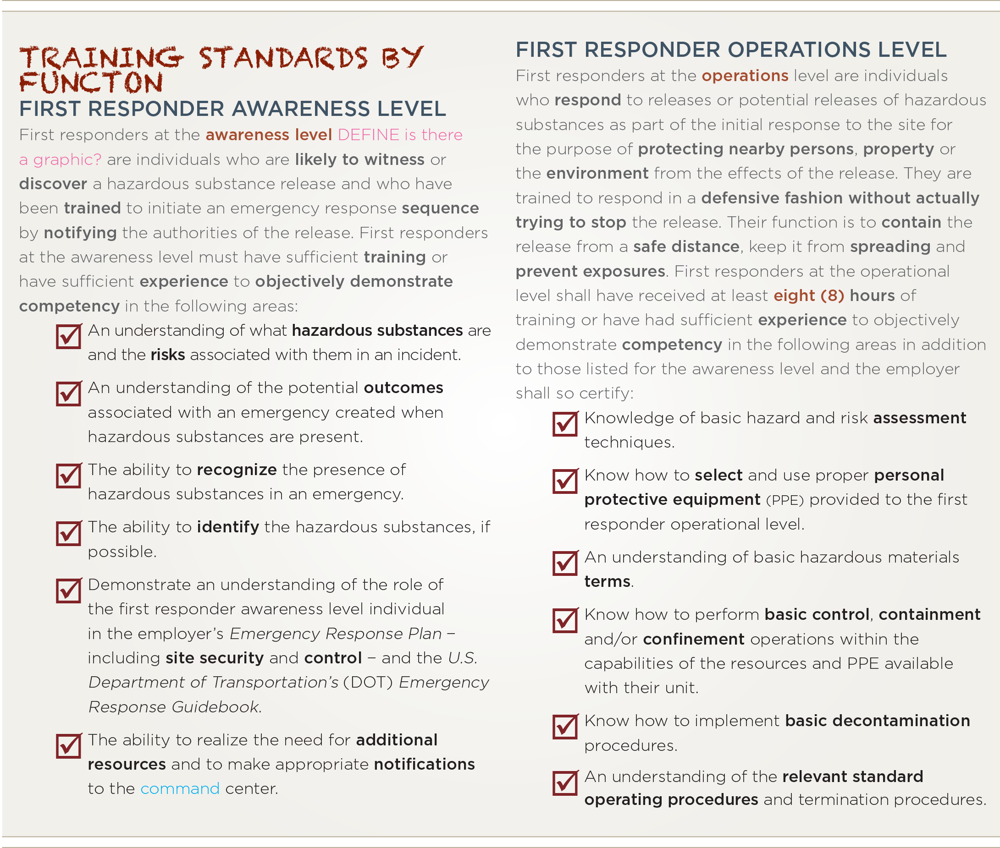 TRAINING STANDARDS BY
FUNCTON
FIRST RESPONDER AWARENESS LEVEL
First responders at the awareness level DEFINE is there
a graphic? are individuals who are likely to witness or
discover a hazardous substance release and who have
been trained to initiate an emergency response sequence
by notifying the authorities of the release. First responders
at the awareness level must have sufficient training or
have sufficient experience to objectively demonstrate
competency in the following areas:
An understanding of what hazardous substances are
and the risks associated with them in an incident.
An understanding of the potential outcomes
associated with an emergency created when
hazardous substances are present.
The ability to recognize the presence of
hazardous substances in an emergency.
The ability to identify the hazardous substances, if
possible.
Demonstrate an understanding of the role of
the first responder awareness level individual
in the employer’s Emergency Response Plan –
including site security and control – and the U.S.
Department of Transportation’s (DOT) Emergency
Response Guidebook.
The ability to realize the need for additional
resources and to make appropriate notifications
to the command center.
FIRST RESPONDER OPERATIONS LEVEL
First responders at the operations level are individuals
who respond to releases or potential releases of hazardous
substances as part of the initial response to the site for
the purpose of protecting nearby persons, property or
the environment from the effects of the release. They are
trained to respond in a defensive fashion without actually
trying to stop the release. Their function is to contain the
release from a safe distance, keep it from spreading and
prevent exposures. First responders at the operational
level shall have received at least eight (8) hours of
training or have had sufficient experience to objectively
demonstrate competency in the following areas in addition
to those listed for the awareness level and the employer
shall so certify:
Knowledge of basic hazard and risk assessment
techniques.
Know how to select and use proper personal
protective equipment (PPE) provided to the first
responder operational level.
An understanding of basic hazardous materials
terms.
Know how to perform basic control, containment
and/or confinement operations within the
capabilities of the resources and PPE available
with their unit.
Know how to implement basic decontamination
procedures.
An understanding of the relevant standard
operating procedures and termination procedures.